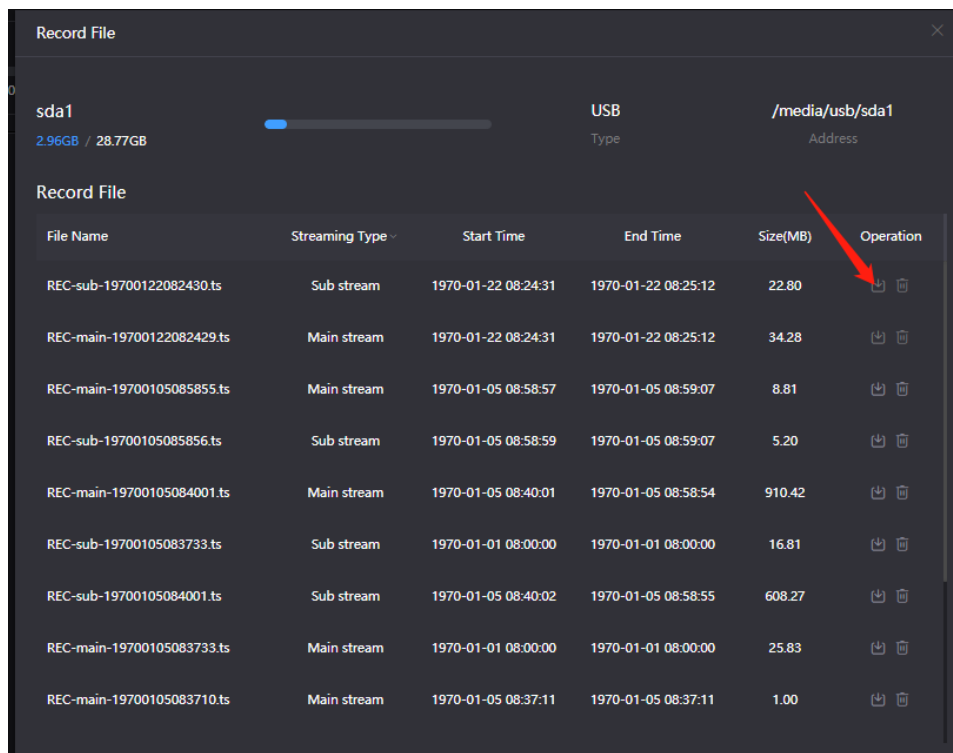 Record File
sda1 USB /media/usb/sda1
2.96GB / 28.77GB Type Address
Record File
File Name Streaming Type Start Time End Time Size(MB) Operation
REC-sub-19700122082430.ts Sub stream 1970-01-22 08:24:31 1970-01-22 08:25:12 22.80
REC-main-19700122082429.ts Main stream 1970-01-22 08:24:31 1970-01-22 08:25:12 34.28
REC-main-19700105085855.ts Main stream 1970-01-05 08:58:57 1970-01-05 08:59:07 8.81
REC-sub-19700105085856.ts Sub stream 1970-01-05 08:58:59 1970-01-05 08:59:07 5.20
REC-main-19700105084001.ts Main stream 1970-01-05 08:40:01 1970-01-05 08:58:54 910.42
REC-sub-19700105083733.ts Sub stream 1970-01-01 08:00:00 1970-01-01 08:00:00 16.81
REC-sub-19700105084001.ts Sub stream 1970-01-05 08:40:02 1970-01-05 08:58:55 608.27
REC-main-19700105083733.ts Main stream 1970-01-01 08:00:00 1970-01-01 08:00:00 25.83
REC-main-19700105083710.ts Main stream 1970-01-05 08:37:11 1970-01-05 08:37:11 1.00